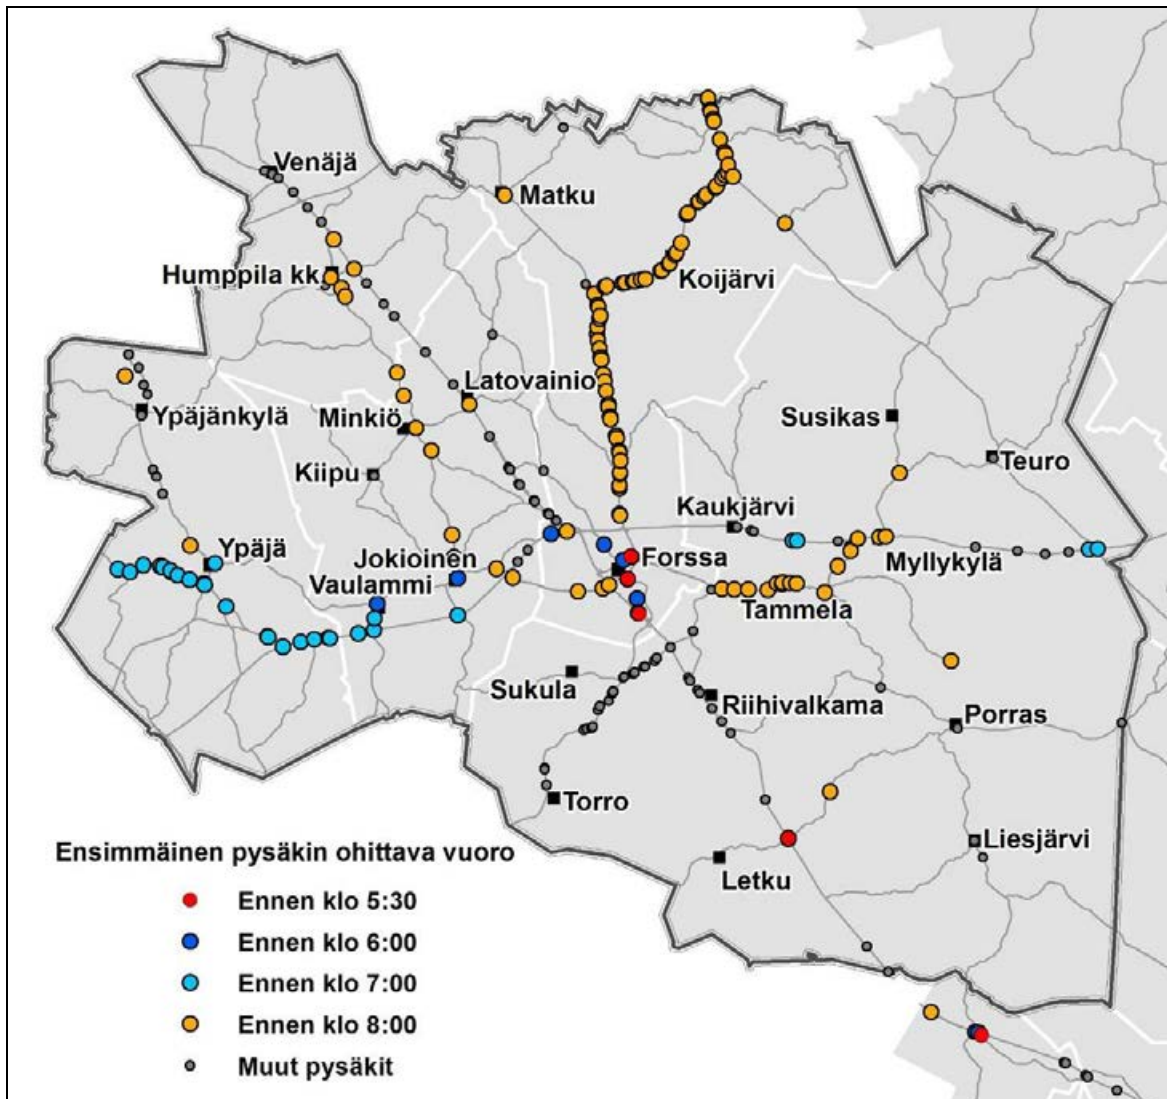 Venäjä
Matku
Humppila kk
Koijärvi
Latovainio
Ypäjänkylä
Minkiö
Susikas
Kiipu
Teuro
Kaukjärvi
Ypäjä
Jokioinen
Forssa
Myllykylä
Vaulammi
Tammela
Sukula
Riihivalkama
Porras
Torro
Liesjärvi
Letku
Ensimmäinen pysäkin ohittava vuoro
Ennen klo 5:30
Ennen klo 6:00
Ennen klo 7:00
Ennen klo 8:00
Muut pysäkit